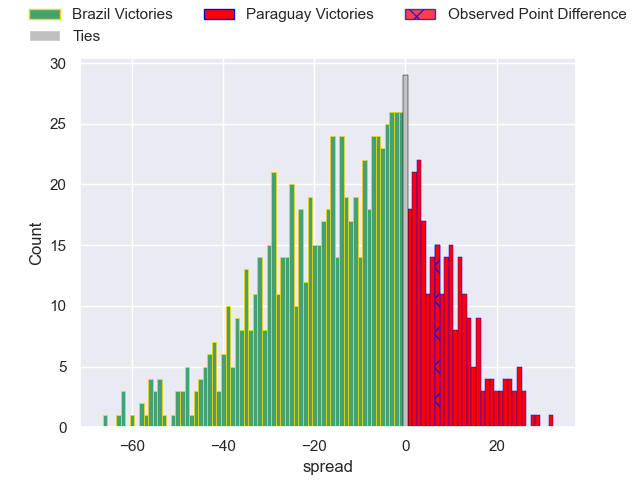 Brazil Victories
Paraguay Victories
Observed Point Difference
Ties
Count
30
25
20
15
10
5
0
−60
−40
−20
0
20
spread